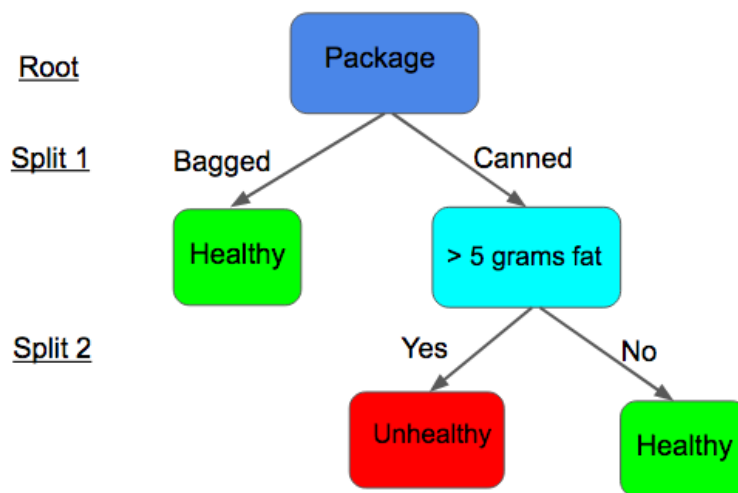 Root
Package
Split 1
Bagged
Canned
Healthy
> 5 grams fat
Split 2
Yes
No
Unhealthy
Healthy